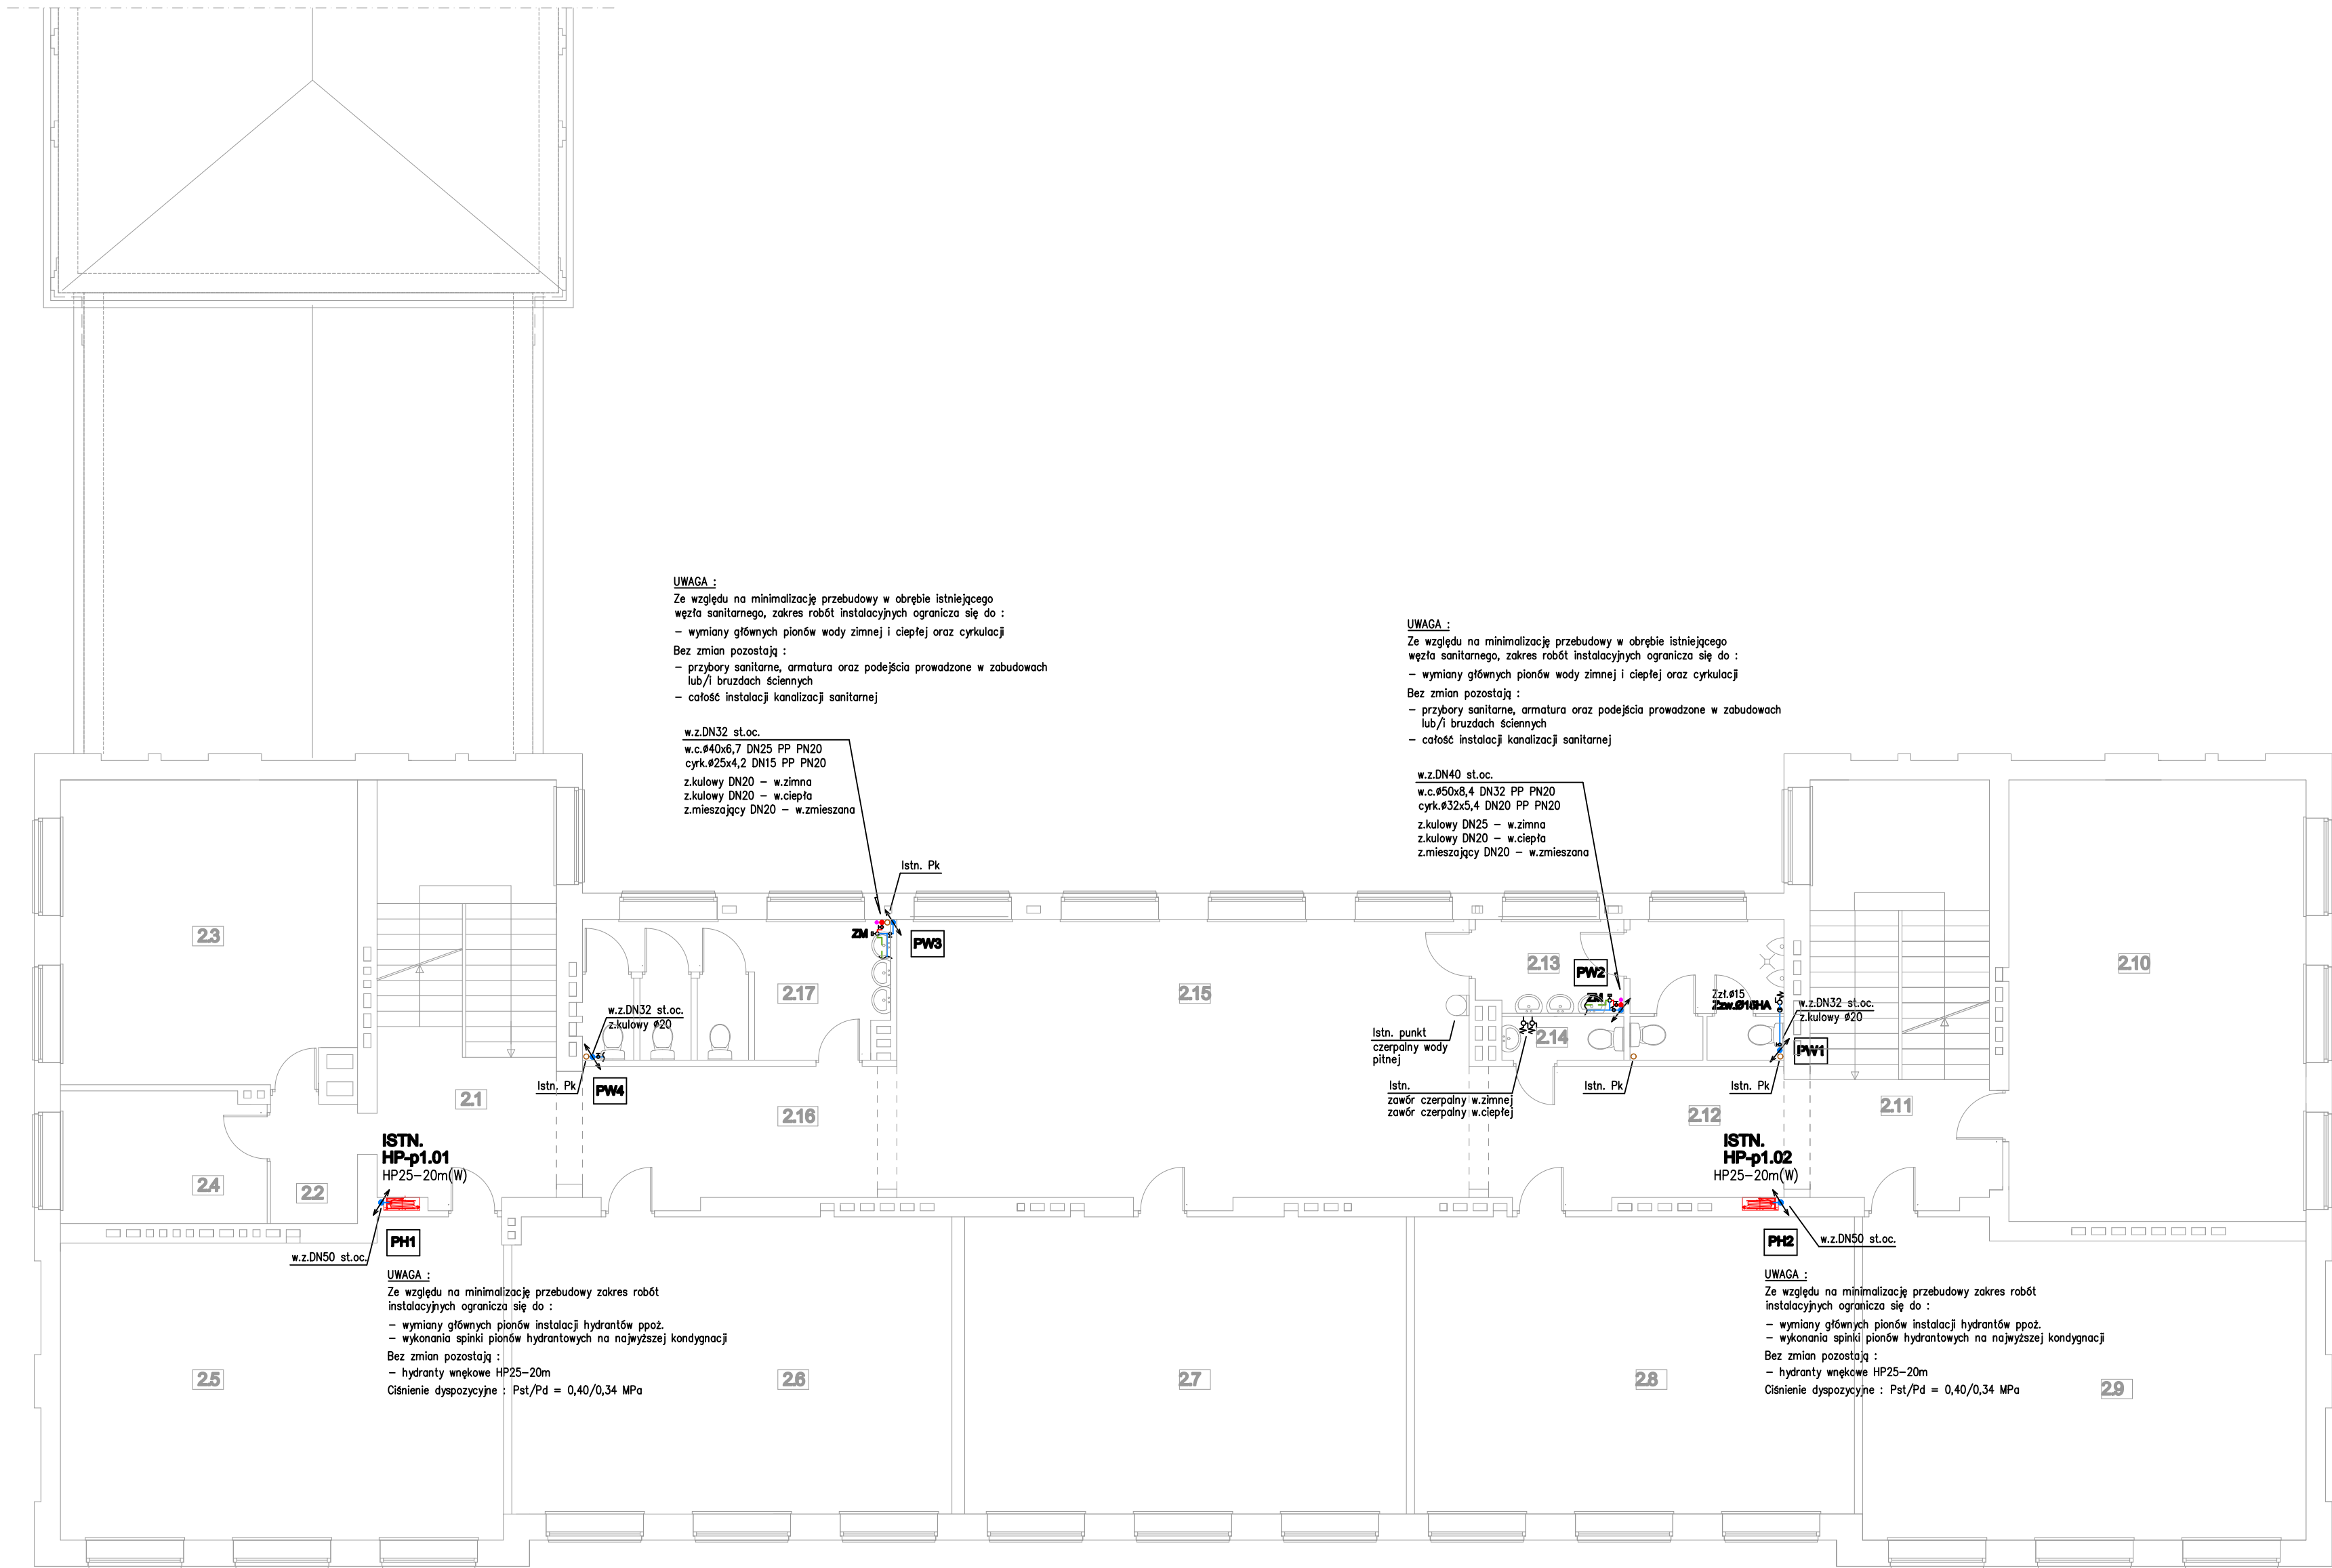 UWAGA :
Ze względu na minimalizację przebudowy w obrębie istniejącego
węzła sanitarnego, zakres robót instalacyjnych ogranicza się do :
– wymiany głównych pionów wody zimnej i ciepłej oraz cyrkulacji
Bez zmian pozostają :
– przybory sanitarne, armatura oraz podejścia prowadzone w zabudowach
lub/i bruzdach ściennych
– całość instalacji kanalizacji sanitarnej
w.z.DN32 st.oc.
w.c.ø40x6,7 DN25 PP PN20
cyrk.ø25x4,2 DN15 PP PN20
z.kulowy DN20 – w.zimna
z.kulowy DN20 – w.ciepła
z.mieszający DN20 – w.zmieszana
Istn. Pk
UWAGA :
Ze względu na minimalizację przebudowy w obrębie istniejącego
węzła sanitarnego, zakres robót instalacyjnych ogranicza się do :
– wymiany głównych pionów wody zimnej i ciepłej oraz cyrkulacji
Bez zmian pozostają :
– przybory sanitarne, armatura oraz podejścia prowadzone w zabudowach
lub/i bruzdach ściennych
– całość instalacji kanalizacji sanitarnej
w.z.DN40 st.oc.
w.c.ø50x8,4 DN32 PP PN20
cyrk.ø32x5,4 DN20 PP PN20
z.kulowy DN25 – w.zimna
z.kulowy DN20 – w.ciepła
z.mieszający DN20 – w.zmieszana
2.3
ZM
PW3
2.17
2.15
2.13
PW2
ZM
2.10
Zzł.ø15
Zzw.Ø15HA
w.z.DN32 st.oc.
z.kulowy ø20
PW1
w.z.DN32 st.oc.
z.kulowy ø20
Istn. Pk
PW4
Istn. punkt
czerpalny wody
pitnej
2.14
Istn.
zawór czerpalny w.zimnej
zawór czerpalny w.ciepłej
Istn. Pk
Istn. Pk
2.1
2.16
2.12
2.11
2.4
2.2
ISTN.
HP-p1.01
HP25-20m(W)
PH1
w.z.DN50 st.oc.
ISTN.
HP-p1.02
HP25-20m(W)
PH2
w.z.DN50 st.oc.
UWAGA :
Ze względu na minimalizację przebudowy zakres robót
instalacyjnych ogranicza się do :
– wymiany głównych pionów instalacji hydrantów ppoż.
– wykonania spinki pionów hydrantowych na najwyższej kondygnacji
Bez zmian pozostają :
– hydranty wnękowe HP25-20m
Ciśnienie dyspozycyjne : Pst/Pd = 0,40/0,34 MPa
UWAGA :
Ze względu na minimalizację przebudowy zakres robót
instalacyjnych ogranicza się do :
– wymiany głównych pionów instalacji hydrantów ppoż.
– wykonania spinki pionów hydrantowych na najwyższej kondygnacji
Bez zmian pozostają :
– hydranty wnękowe HP25-20m
Ciśnienie dyspozycyjne : Pst/Pd = 0,40/0,34 MPa
2.5
2.6
2.7
2.8
2.9